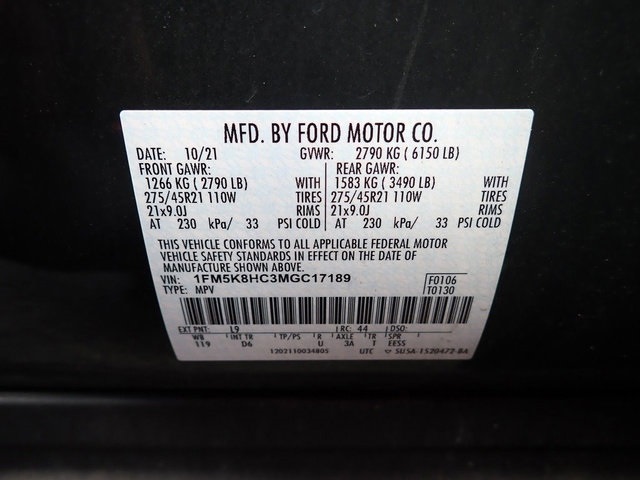 MFD. BY FORD MOTOR CO.
DATE: 10/21 GVWR: 2790 KG ( 6150 LB)
FRONT GAWR: REAR GAWR:
1266 KG ( 2790 LB) WITH 1583 KG ( 3490 LB) WITH
275/45R21 110W TIRES 275/45R21 110W TIRES
21x9.0J RIMS 21x9.0J RIMS
AT 230 kPa/ 33 PSI COLD AT 230 kPa/ 33 PSI COLD
THIS VEHICLE CONFORMS TO ALL APPLICABLE FEDERAL MOTOR
VEHICLE SAFETY STANDARDS IN EFFECT ON THE DATE OF
MANUFACTURE SHOWN ABOVE.
VIN: 1FM5K8HC3MGC17189 F0106
TYPE: MPV T0130
EXT PNT: L9 RC: 44 DSO:
WB INT TR TP/PS R AXLE TR SPR
119 D6 U 3A T EESS
1202110034805 UTC 5U5A-1520472-BA